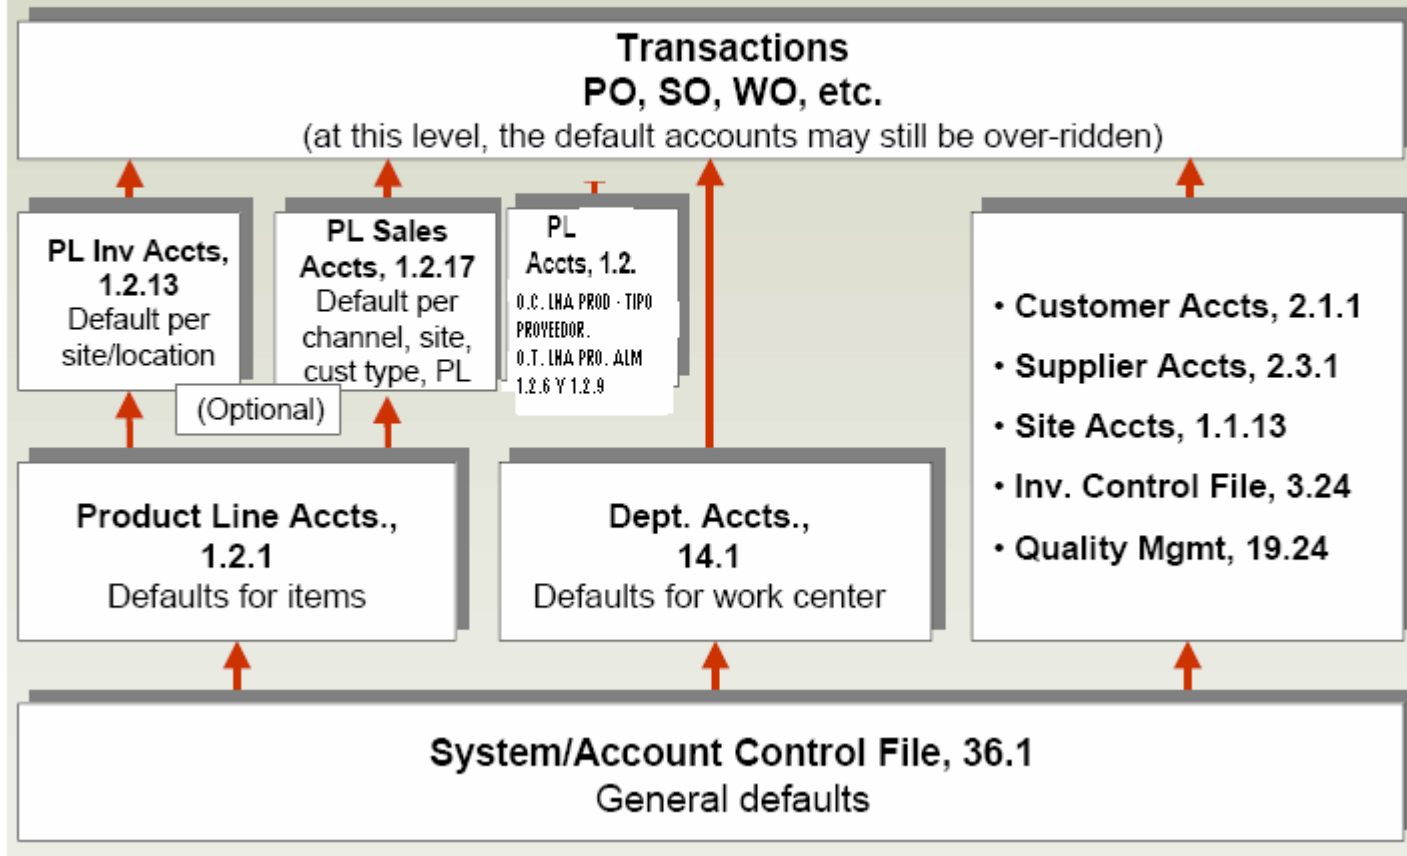 Transactions
PO, SO, WO, etc.
(at this level, the default accounts may still be over-ridden)
PL Inv Accts,
1.2.13
Default per
site/location
PL Sales
Accts, 1.2.17
Default per
channel, site,
cust type, PL
(Optional)
PL
Accts, 1.2.
O.C. LHA PROD - TIPO
PROVEEDOR.
O.T. LHA PRO. ALM
1.2.6 Y 1.2.9
• Customer Accts, 2.1.1
• Supplier Accts, 2.3.1
• Site Accts, 1.1.13
• Inv. Control File, 3.24
• Quality Mgmt, 19.24
Product Line Accts.,
1.2.1
Defaults for items
Dept. Accts.,
14.1
Defaults for work center
System/Account Control File, 36.1
General defaults